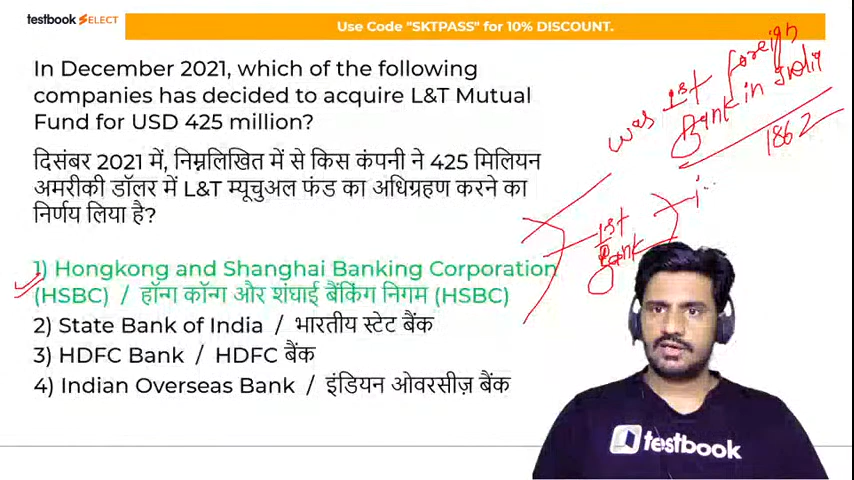 testbook SELECT
Use Code "SKTPASS" for 10% DISCOUNT.
In December 2021, which of the following
companies has decided to acquire L&T Mutual
Fund for USD 425 million?
दिसंबर 2021 में, निम्नलिखित में से किस कंपनी ने 425 मिलियन
अमरीकी डॉलर में L&T म्यूचुअल फंड का अधिग्रहण करने का
निर्णय लिया है?
1) Hongkong and Shanghai Banking Corporation
(HSBC) / हॉन्ग कॉन्ग और शंघाई बैंकिंग निगम (HSBC)
2) State Bank of India / भारतीय स्टेट बैंक
3) HDFC Bank / HDFC बैंक
4) Indian Overseas Bank / इंडियन ओवरसीज़ बैंक
was 1st foreign
Bank in India
1862
1st
Bank
testbook